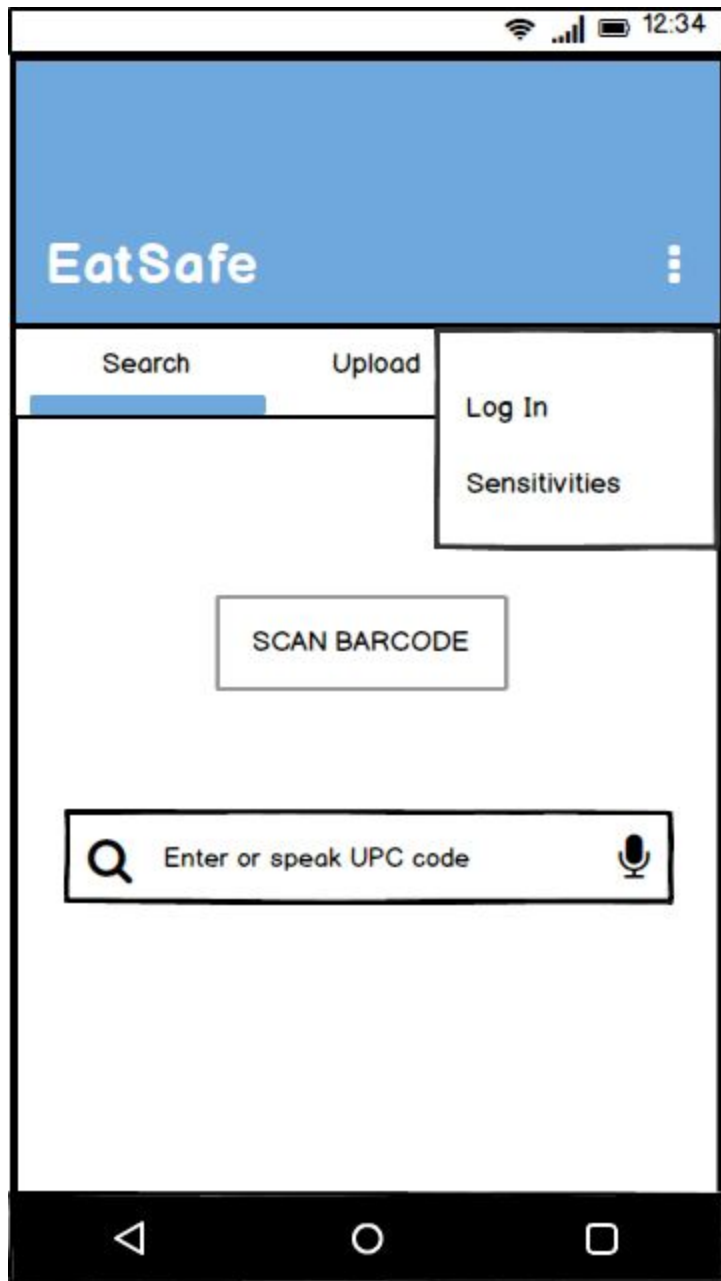 12:34
EatSafe
Search
Upload
Log In
Sensitivities
SCAN BARCODE
Enter or speak UPC code